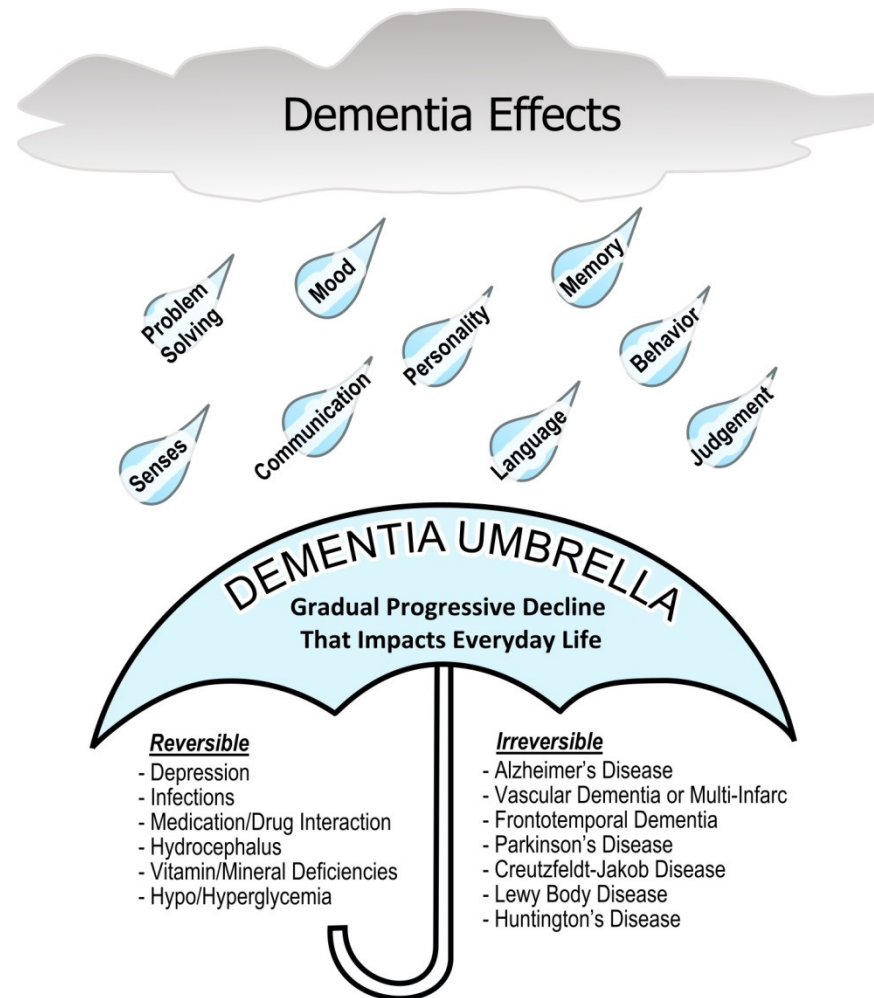 Dementia Effects
Problem
Solving
Mood
Memory
Personality
Behavior
Senses
Communication
Language
Judgement
DEMENTIA UMBRELLA
Gradual Progressive Decline
That Impacts Everyday Life
Reversible
- Depression
- Infections
- Medication/Drug Interaction
- Hydrocephalus
- Vitamin/Mineral Deficiencies
- Hypo/Hyperglycemia
Irreversible
- Alzheimer's Disease
- Vascular Dementia or Multi-Infarc
- Frontotemporal Dementia
- Parkinson's Disease
- Creutzfeldt-Jakob Disease
- Lewy Body Disease
- Huntington's Disease